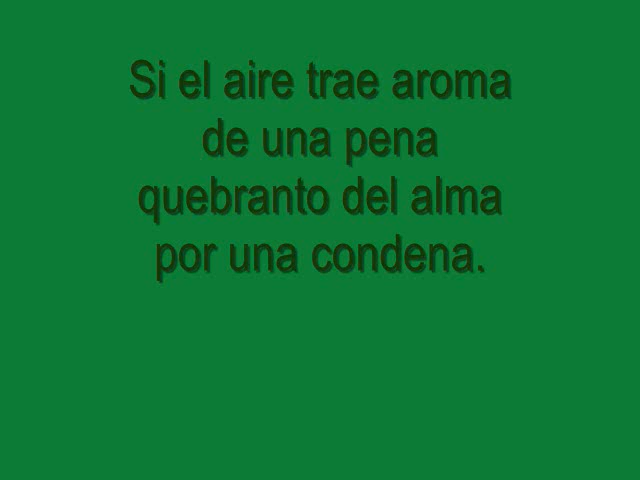 Si el aire trae aroma
de una pena
quebranto del alma
por una condena.